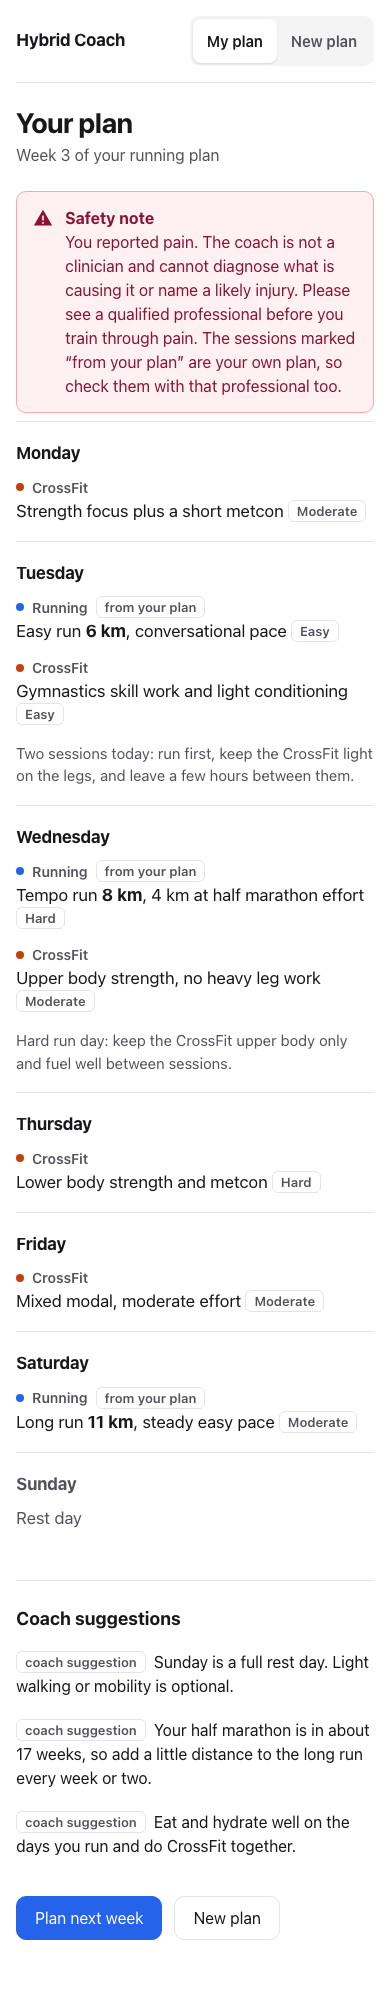 Hybrid Coach
My plan
New plan
Your plan
Week 3 of your running plan
Safety note
You reported pain. The coach is not a
clinician and cannot diagnose what is
causing it or name a likely injury. Please
see a qualified professional before you
train through pain. The sessions marked
“from your plan” are your own plan, so
check them with that professional too.
Monday
CrossFit
Strength focus plus a short metcon Moderate
Tuesday
Running from your plan
Easy run 6 km, conversational pace Easy
CrossFit
Gymnastics skill work and light conditioning
Easy
Two sessions today: run first, keep the CrossFit light
on the legs, and leave a few hours between them.
Wednesday
Running from your plan
Tempo run 8 km, 4 km at half marathon effort
Hard
CrossFit
Upper body strength, no heavy leg work
Moderate
Hard run day: keep the CrossFit upper body only
and fuel well between sessions.
Thursday
CrossFit
Lower body strength and metcon Hard
Friday
CrossFit
Mixed modal, moderate effort Moderate
Saturday
Running from your plan
Long run 11 km, steady easy pace Moderate
Sunday
Rest day
Coach suggestions
coach suggestion Sunday is a full rest day. Light
walking or mobility is optional.
coach suggestion Your half marathon is in about
17 weeks, so add a little distance to the long run
every week or two.
coach suggestion Eat and hydrate well on the
days you run and do CrossFit together.
Plan next week
New plan